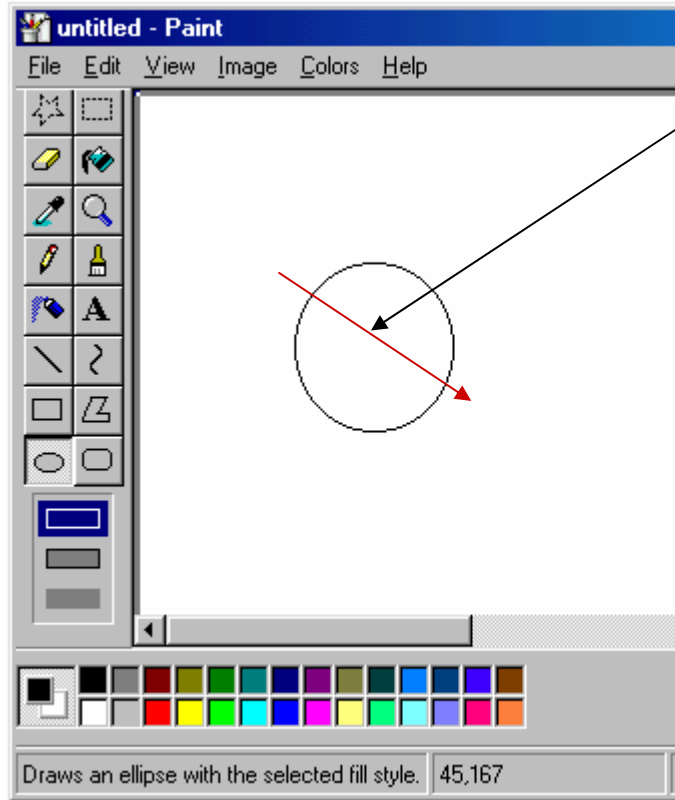 untitled - Paint
File Edit View Image Colors Help
A
Draws an ellipse with the selected fill style. 45,167